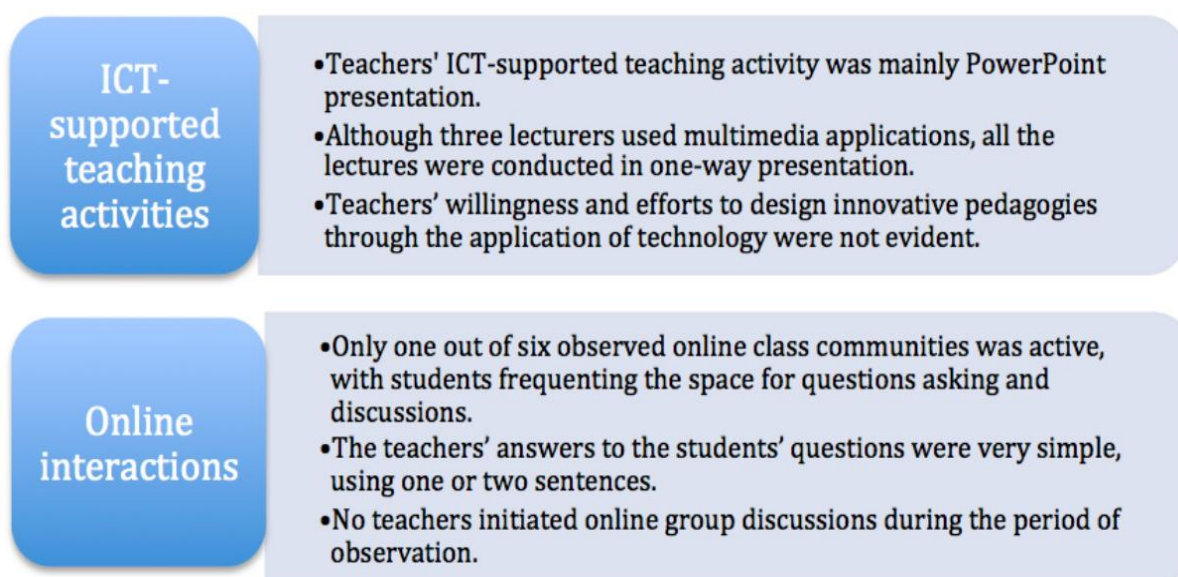 ICT-
supported
teaching
activities
•Teachers' ICT-supported teaching activity was mainly PowerPoint
presentation.
•Although three lecturers used multimedia applications, all the
lectures were conducted in one-way presentation.
•Teachers’ willingness and efforts to design innovative pedagogies
through the application of technology were not evident.
Online
interactions
•Only one out of six observed online class communities was active,
with students frequenting the space for questions asking and
discussions.
•The teachers’ answers to the students’ questions were very simple,
using one or two sentences.
•No teachers initiated online group discussions during the period of
observation.